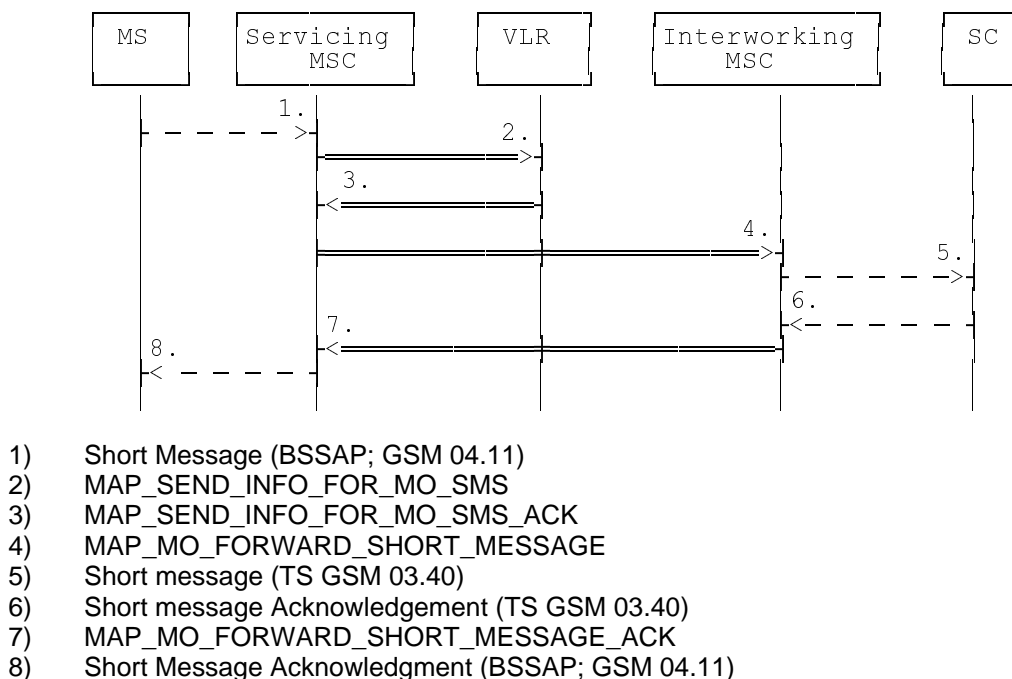 MS Servicing MSC VLR Interworking MSC SC
1.
2.
3.
4.
5.
6.
7.
8.
1) Short Message (BSSAP; GSM 04.11)
2) MAP_SEND_INFO_FOR_MO_SMS
3) MAP_SEND_INFO_FOR_MO_SMS_ACK
4) MAP_MO_FORWARD_SHORT_MESSAGE
5) Short message (TS GSM 03.40)
6) Short message Acknowledgement (TS GSM 03.40)
7) MAP_MO_FORWARD_SHORT_MESSAGE_ACK
8) Short Message Acknowledgment (BSSAP; GSM 04.11)